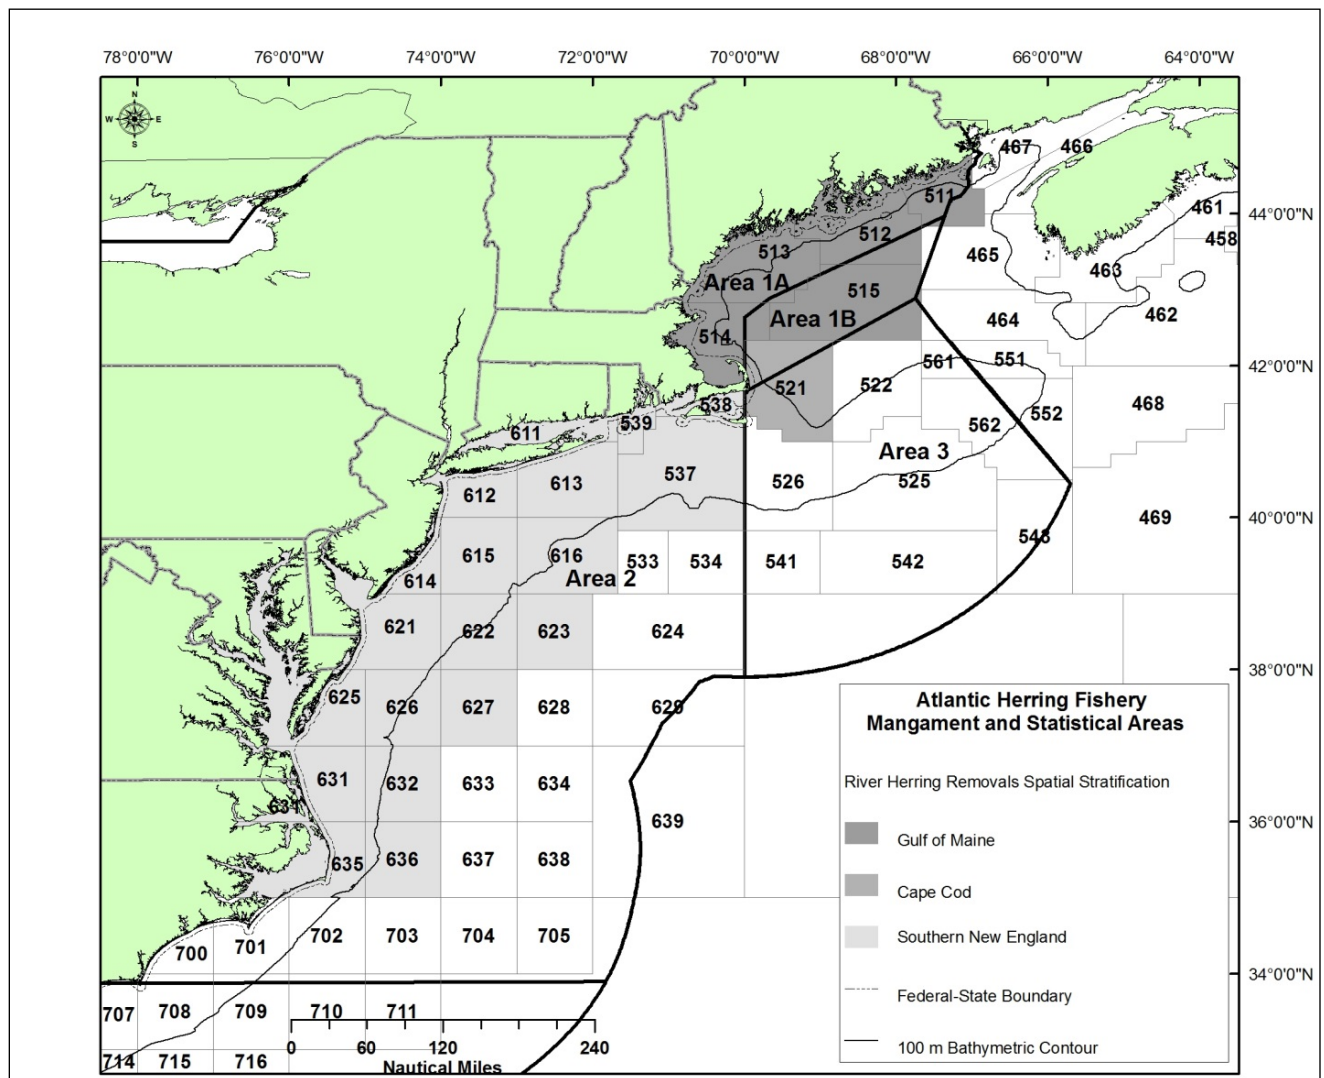 78°0'0"W 76°0'0"W 74°0'0"W 72°0'0"W 70°0'0"W 68°0'0"W 66°0'0"W 64°0'0"W
N
W E
S
467 466
511 461
44°0'0"N
512 458
513 465
463
Area 1A 515
462
Area 1B 464
514
561 551
42°0'0"N
521 522
538 468
552
539 562
611
Area 3
537
613 526 525
612
469
40°0'0"N
548
615 616 533 534 541 542
614 Area 2
621 622 623 624
38°0'0"N
625
626 627 628 629
631 632 633 634
631
639
36°0'0"N
635 636 637 638
700 701 702 703 704 705
34°0'0"N
707 708 709 710 711
714 715 716
0 60 120 240
Nautical Miles
Atlantic Herring Fishery
Mangament and Statistical Areas
River Herring Removals Spatial Stratification
Gulf of Maine
Cape Cod
Southern New England
Federal-State Boundary
100 m Bathymetric Contour